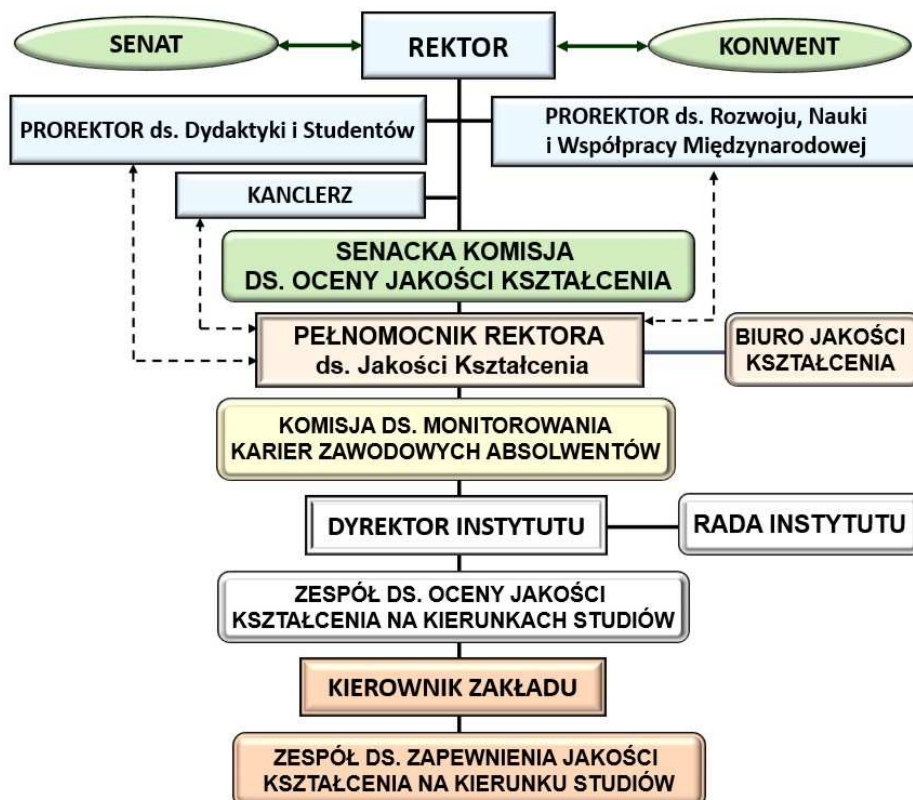 SENAT
REKTOR
KONWENT
PROREKTOR ds. Dydaktyki i Studentów
PROREKTOR ds. Rozwoju, Nauki
i Współpracy Międzynarodowej
KANCLERZ
SENACKA KOMISJA
DS. OCENY JAKOŚCI KSZTAŁCENIA
PEŁNOMOCNIK REKTORA
ds. Jakości Kształcenia
BIURO JAKOŚCI
KSZTAŁCENIA
KOMISJA DS. MONITOROWANIA
KARIER ZAWODOWYCH ABSOLWENTÓW
DYREKTOR INSTYTUTU
RADA INSTYTUTU
ZESPÓŁ DS. OCENY JAKOŚCI
KSZTAŁCENIA NA KIERUNKACH STUDIÓW
KIEROWNIK ZAKŁADU
ZESPÓŁ DS. ZAPEWNIENIA JAKOŚCI
KSZTAŁCENIA NA KIERUNKU STUDIÓW